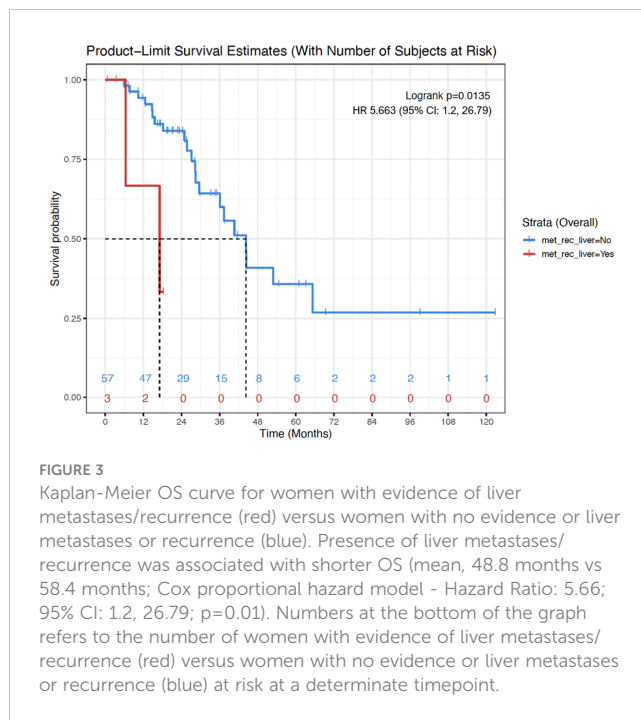 Product-Limit Survival Estimates (With Number of Subjects at Risk)
Logrank p=0.0135
HR 5.663 (95% CI: 1.2, 26.79)
1.00
0.75
0.50
0.25
0.00
Survival probability
57 47 29 15 8 6 2 2 2 1 1
3 2 0 0 0 0 0 0 0 0 0
0 12 24 36 48 60 72 84 96 108 120
Time (Months)
Strata (Overall)
met_rec_liver=No
met_rec_liver=Yes
FIGURE 3
Kaplan-Meier OS curve for women with evidence of liver
metastases/recurrence (red) versus women with no evidence or liver
metastases or recurrence (blue). Presence of liver metastases/
recurrence was associated with shorter OS (mean, 48.8 months vs
58.4 months; Cox proportional hazard model - Hazard Ratio: 5.66;
95% CI: 1.2, 26.79; p=0.01). Numbers at the bottom of the graph
refers to the number of women with evidence of liver metastases/
recurrence (red) versus women with no evidence or liver metastases
or recurrence (blue) at risk at a determinate timepoint.